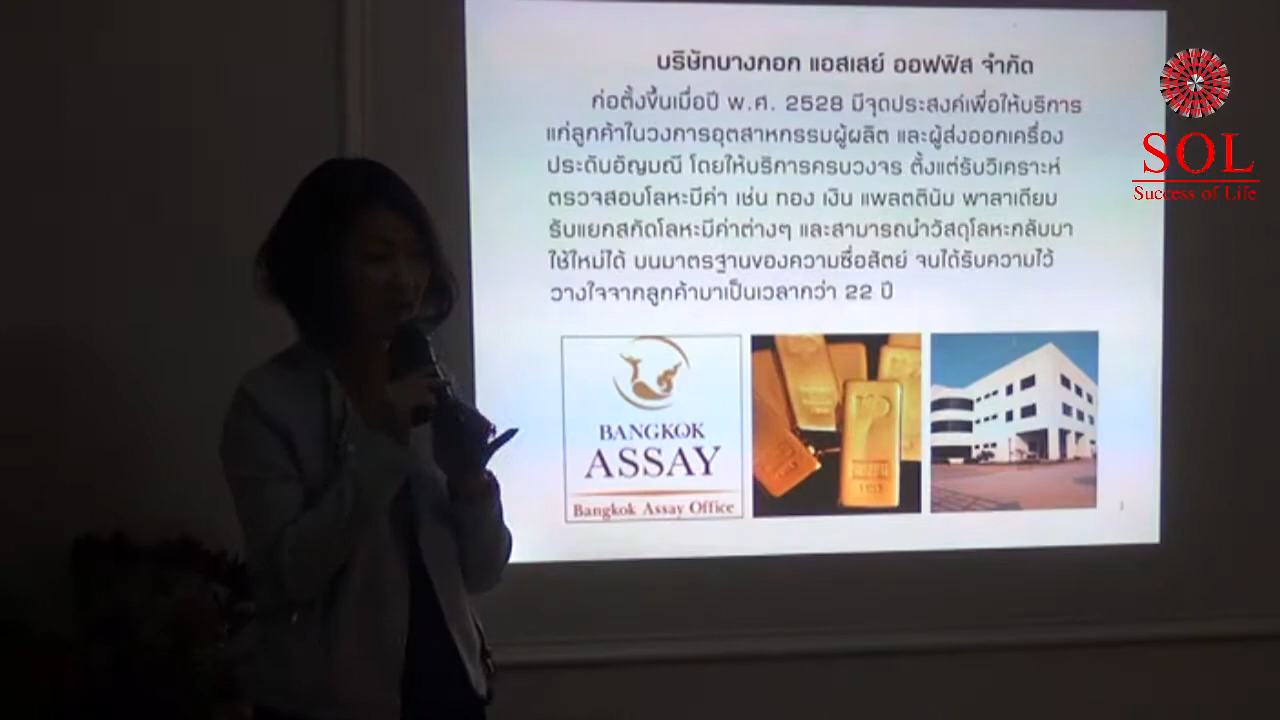 บริษัทบางกอก แอสเสย์ ออฟฟิส จำกัด
ก่อตั้งขึ้นเมื่อปี พ.ศ. 2528 มีจุดประสงค์เพื่อให้บริการ
แก่ลูกค้าในวงการอุตสาหกรรมผู้ผลิต และผู้ส่งออกเครื่อง
ประดับอัญมณี โดยให้บริการครบวงจร ตั้งแต่รับวิเคราะห์
ตรวจสอบโลหะมีค่า เช่น ทอง เงิน แพลตตินัม พาลาเดียม
รับแยกสกัดโลหะมีค่าต่างๆ และสามารถนำวัสดุโลหะกลับมา
ใช้ใหม่ได้ บนมาตรฐานของความซื่อสัตย์ จนได้รับความไว้
วางใจจากลูกค้ามาเป็นเวลากว่า 22 ปี
BANGKOK
ASSAY
Bangkok Assay Office
SOL
Success of Life